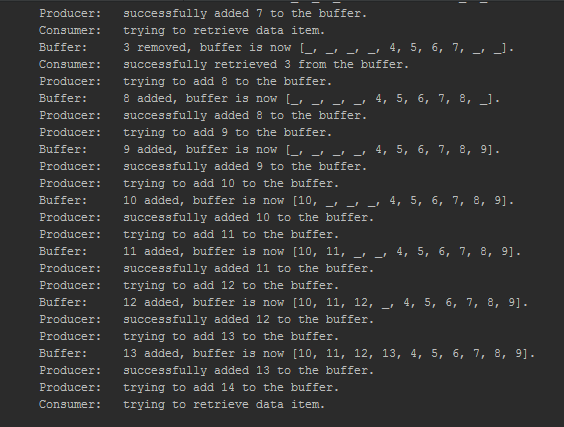 Producer: successfully added 7 to the buffer.
Consumer: trying to retrieve data item.
Buffer: 3 removed, buffer is now [_, _, _, _, 4, 5, 6, 7, _, _].
Consumer: successfully retrieved 3 from the buffer.
Producer: trying to add 8 to the buffer.
Buffer: 8 added, buffer is now [_, _, _, _, 4, 5, 6, 7, 8, _].
Producer: successfully added 8 to the buffer.
Producer: trying to add 9 to the buffer.
Buffer: 9 added, buffer is now [_, _, _, _, 4, 5, 6, 7, 8, 9].
Producer: successfully added 9 to the buffer.
Producer: trying to add 10 to the buffer.
Buffer: 10 added, buffer is now [10, _, _, _, 4, 5, 6, 7, 8, 9].
Producer: successfully added 10 to the buffer.
Producer: trying to add 11 to the buffer.
Buffer: 11 added, buffer is now [10, 11, _, _, 4, 5, 6, 7, 8, 9].
Producer: successfully added 11 to the buffer.
Producer: trying to add 12 to the buffer.
Buffer: 12 added, buffer is now [10, 11, 12, _, 4, 5, 6, 7, 8, 9].
Producer: successfully added 12 to the buffer.
Producer: trying to add 13 to the buffer.
Buffer: 13 added, buffer is now [10, 11, 12, 13, 4, 5, 6, 7, 8, 9].
Producer: successfully added 13 to the buffer.
Producer: trying to add 14 to the buffer.
Consumer: trying to retrieve data item.